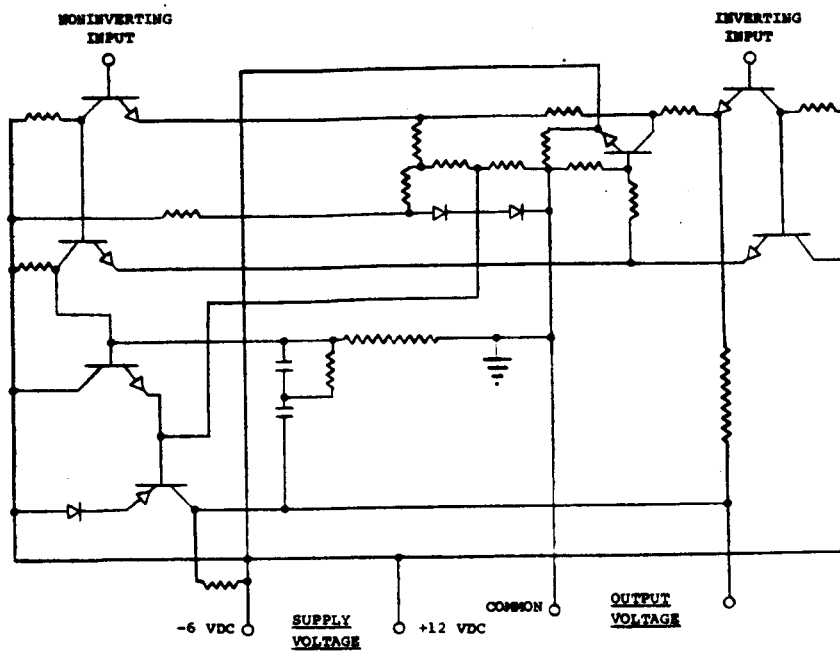 NONINVERTING
INPUT
INVERTING
INPUT
-6 VDC
SUPPLY
VOLTAGE
+12 VDC
COMMON
OUTPUT
VOLTAGE